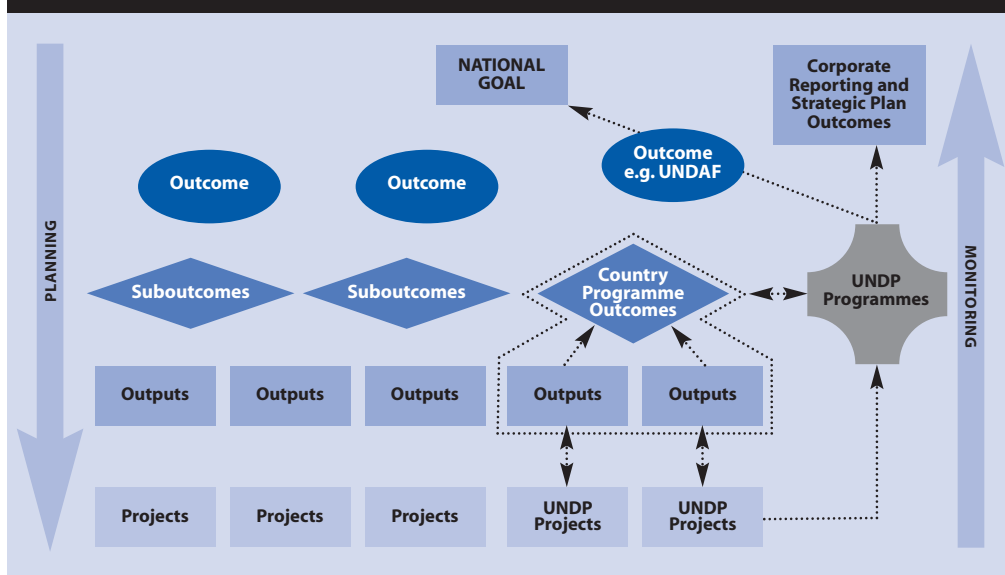 NATIONAL
GOAL
Corporate
Reporting and
Strategic Plan
Outcomes
Outcome
Outcome
Outcome
e.g. UNDAF
PLANNING
MONITORING
Suboutcomes
Suboutcomes
Country
Programme
Outcomes
UNDP
Programmes
Outputs
Outputs
Outputs
Outputs
Outputs
Projects
Projects
Projects
UNDP
Projects
UNDP
Projects